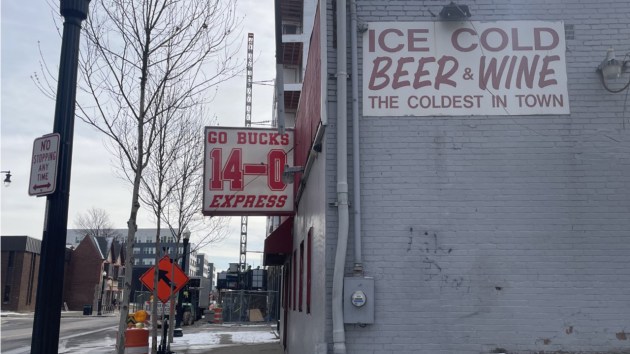 NO
STOPPING
ANY
TIME
GO BUCKS
14-0
EXPRESS
ICE COLD
BEER & WINE
THE COLDEST IN TOWN